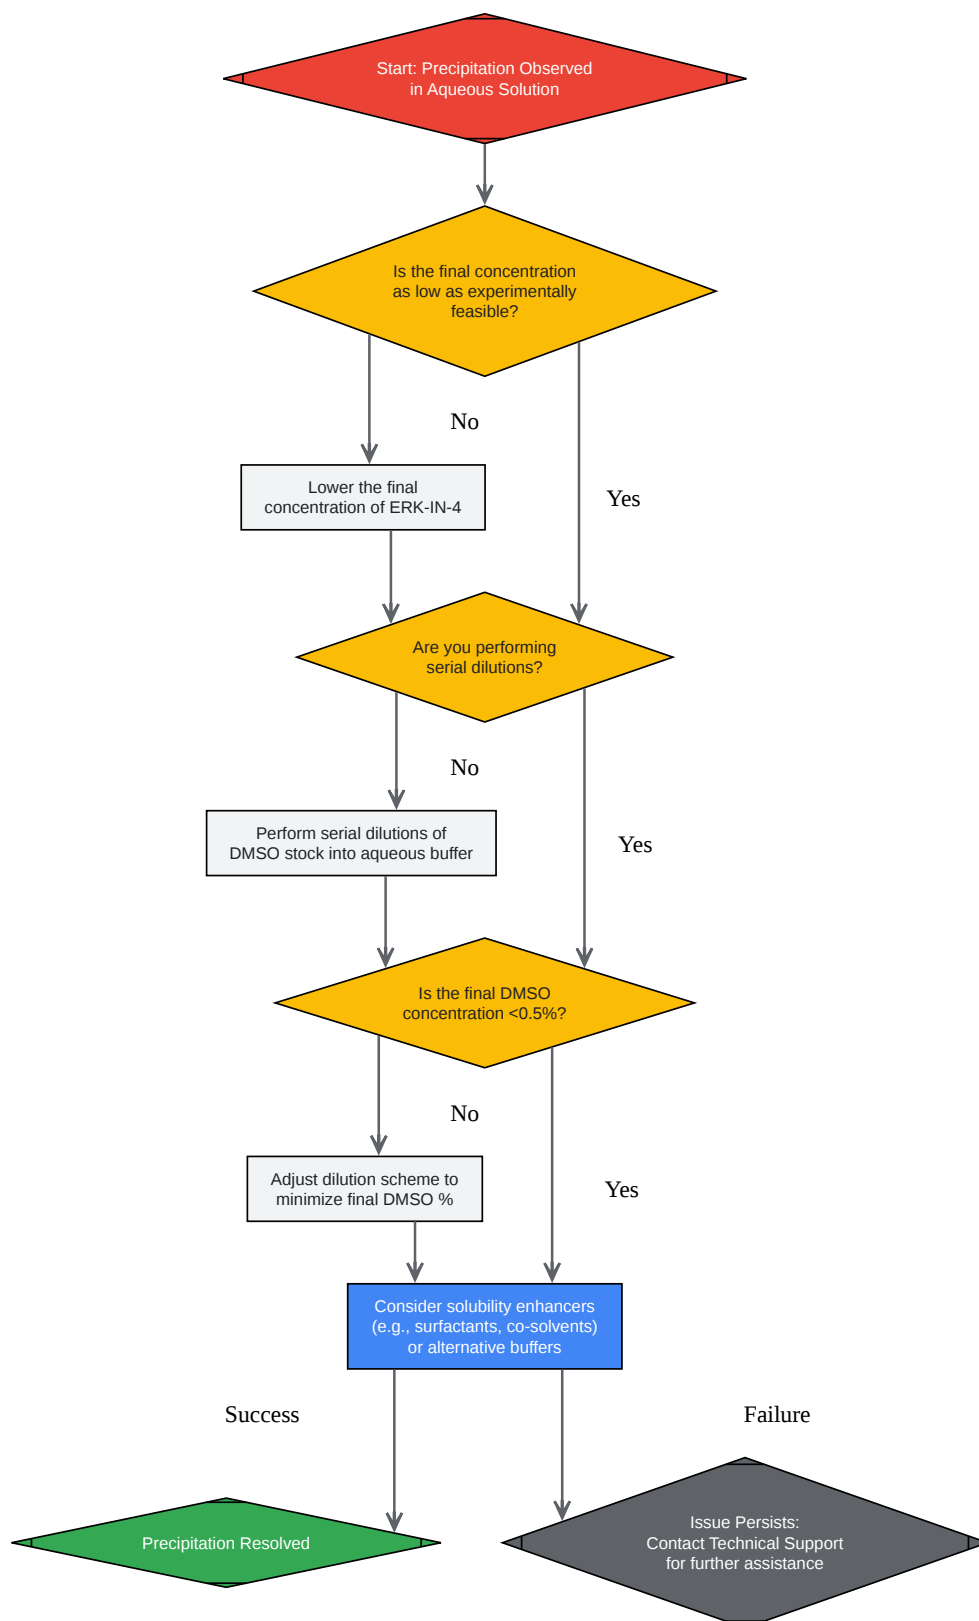 Start: Precipitation Observed
in Aqueous Solution
Is the final concentration
as low as experimentally
feasible?
No
Lower the final
concentration of ERK-IN-4
Yes
Are you performing
serial dilutions?
No
Perform serial dilutions of
DMSO stock into aqueous buffer
Yes
Is the final DMSO
concentration <0.5%?
No
Adjust dilution scheme to
minimize final DMSO %
Yes
Consider solubility enhancers
(e.g., surfactants, co-solvents)
or alternative buffers
Success
Failure
Precipitation Resolved
Issue Persists:
Contact Technical Support
for further assistance